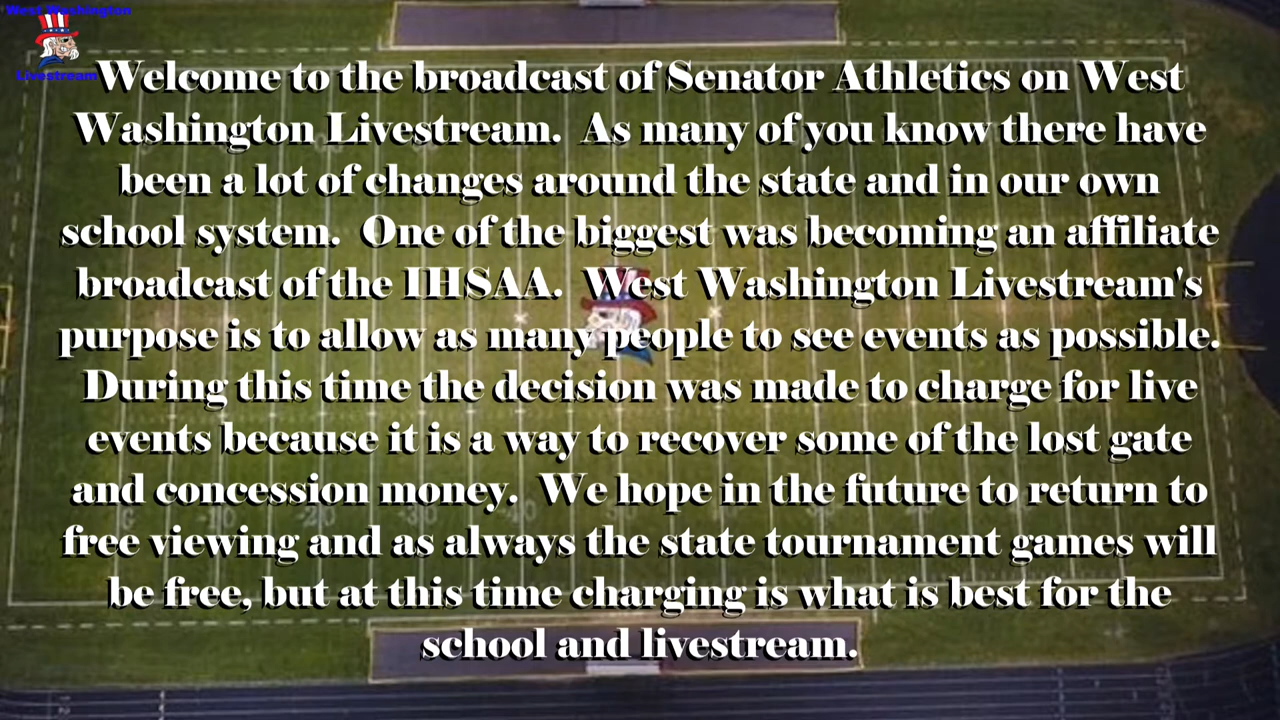 West Washington
Livestream
Welcome to the broadcast of Senator Athletics on West
Washington Livestream.  As many of you know there have
been a lot of changes around the state and in our own
school system.  One of the biggest was becoming an affiliate
broadcast of the IHSAA.  West Washington Livestream's
purpose is to allow as many people to see events as possible.
During this time the decision was made to charge for live
events because it is a way to recover some of the lost gate
and concession money.  We hope in the future to return to
free viewing and as always the state tournament games will
be free, but at this time charging is what is best for the
school and livestream.